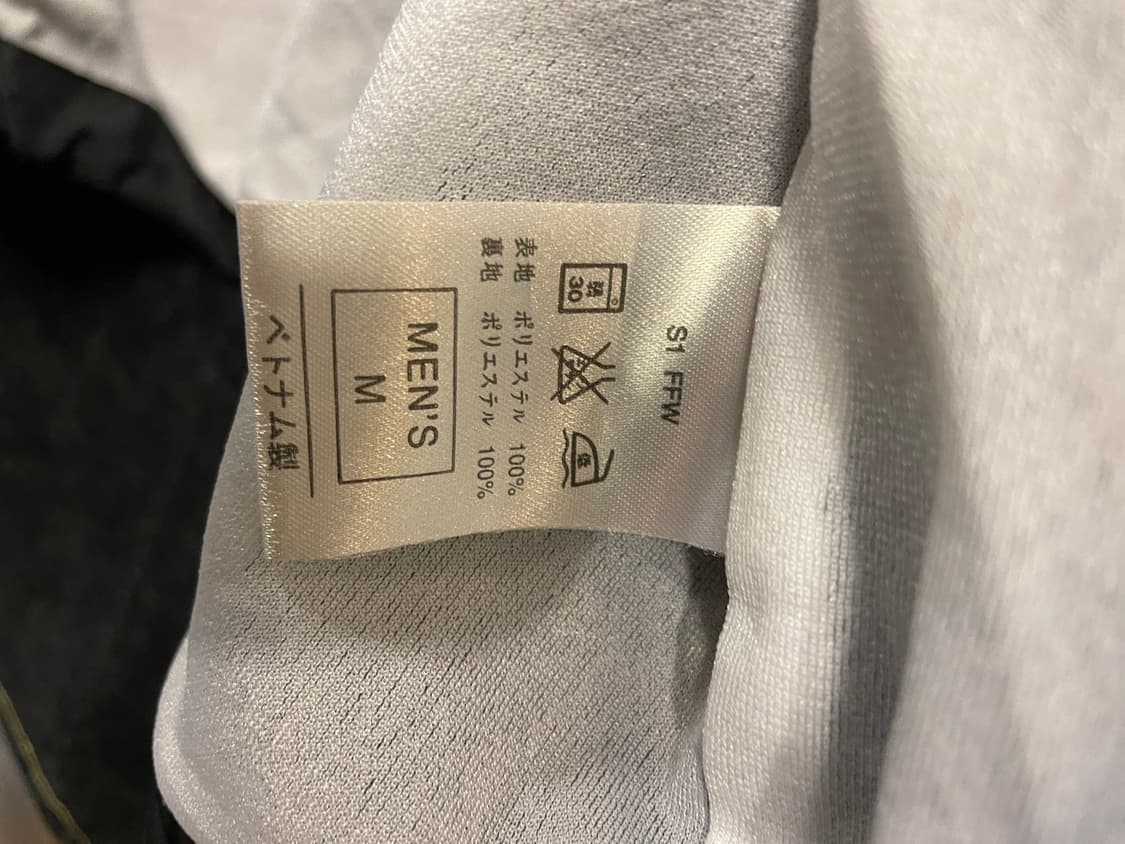 S1 FFW
弱
30
低
表地 ポリエステル 100%
裏地 ポリエステル 100%
MEN'S
M
ベトナム製